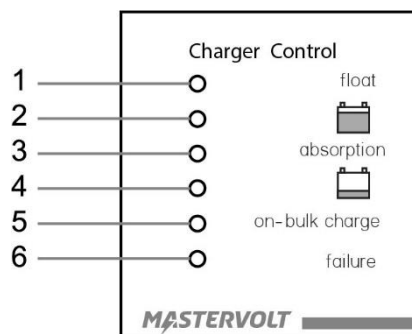 Charger Control
1 float
2
3 absorption
4
5 on-bulk charge
6 failure
MASTERVOLT